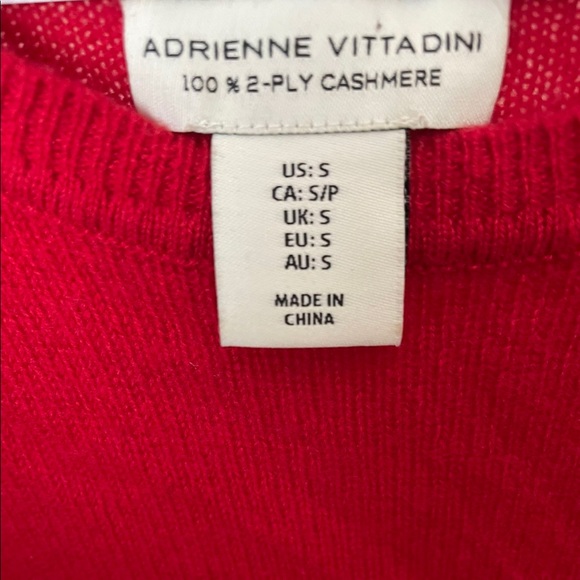 ADRIENNE VITTADINI
100 % 2-PLY CASHMERE
US: S
CA: S/P
UK: S
EU: S
AU: S
MADE IN
CHINA